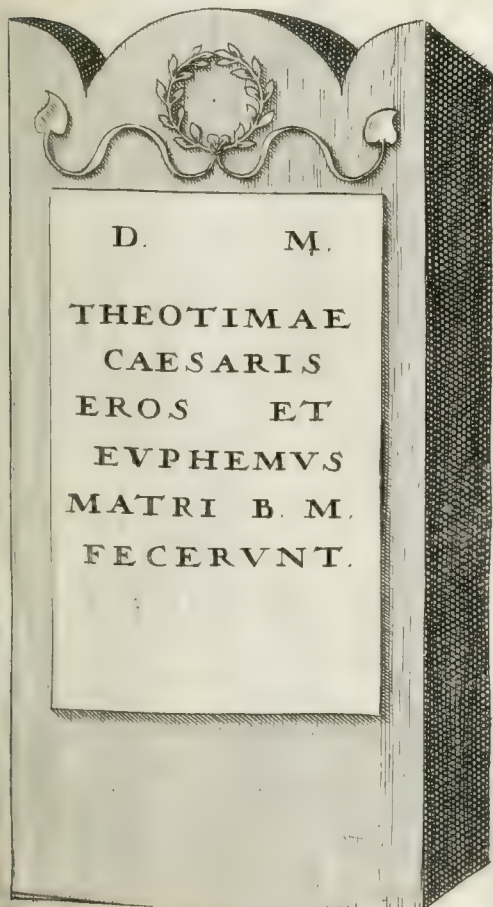 D. M.
THEOTIMAE
CAESARIS
EROS ET
EVPHEMVS
MATRI B. M.
FECERVNT.